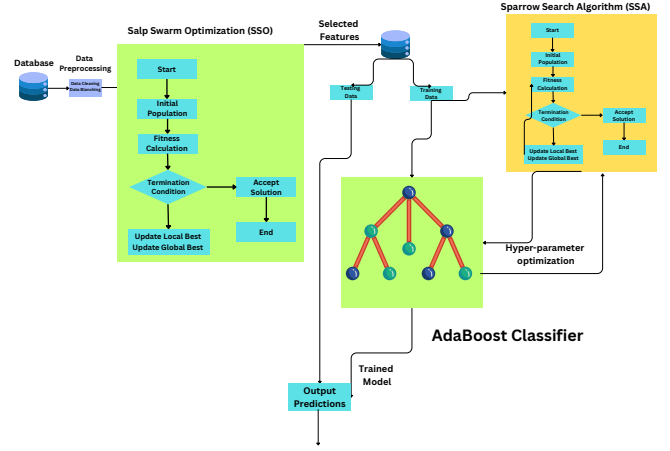 Salp Swarm Optimization (SSO)
Selected
Features
Sparrow Search Algorithm (SSA)
Database
Data
Preprocessing
Data Cleaning
Data Blanching
Start
Initial
Population
Fitness
Calculation
Termination
Condition
Accept
Solution
End
Update Local Best
Update Global Best
Testing
Data
Training
Data
Start
Initial
Population
Fitness
Calculation
Termination
Condition
Accept
Solution
End
Update Local Best
Update Global Best
Hyper-parameter
optimization
AdaBoost Classifier
Trained
Model
Output
Predictions